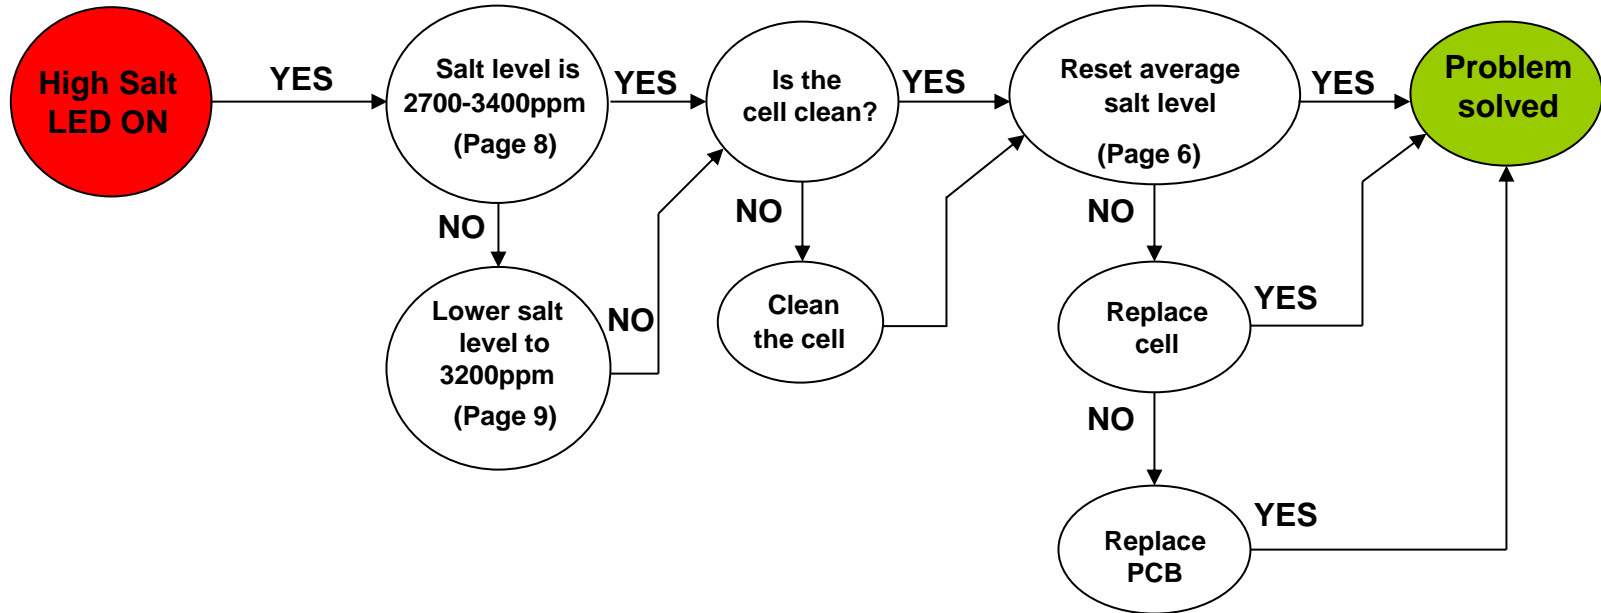 High Salt
LED ON
YES
Salt level is
2700-3400ppm
(Page 8)
YES
Is the
cell clean?
YES
Reset average
salt level
(Page 6)
YES
Problem
solved
NO
NO
NO
Lower salt
level to
3200ppm
(Page 9)
NO
Clean
the cell
Replace
cell
YES
NO
Replace
PCB
YES